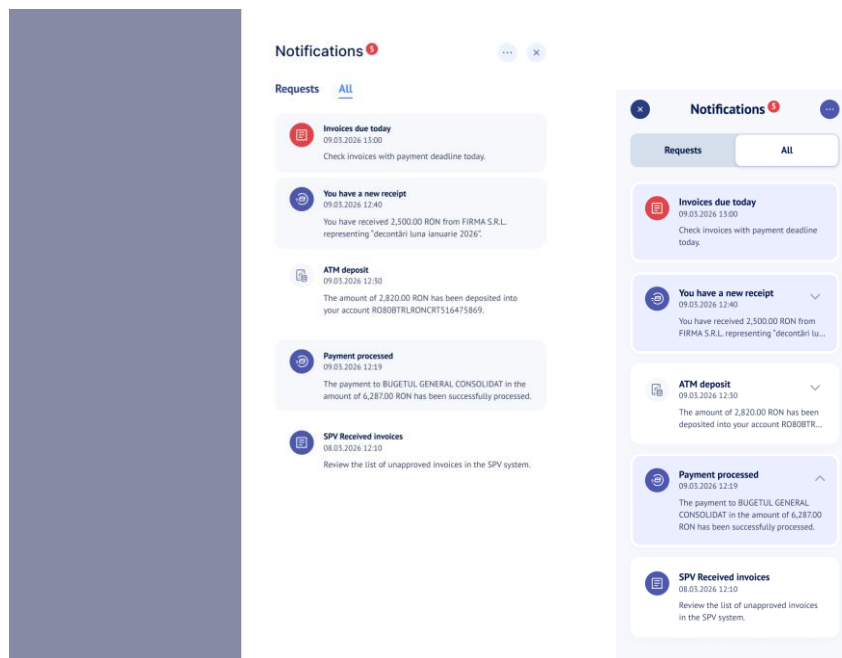 Notifications 5
Requests All
Invoices due today
09.03.2026 13:00
Check invoices with payment deadline today.
You have a new receipt
09.03.2026 12:40
You have received 2,500.00 RON from FIRMA S.R.L.
representing "decontări luna ianuarie 2026".
ATM deposit
09.03.2026 12:30
The amount of 2,820.00 RON has been deposited into
your account RO80BTRLRONCRT516475869.
Payment processed
09.03.2026 12:19
The payment to BUGETUL GENERAL CONSOLIDAT in the
amount of 6,287.00 RON has been successfully processed.
SPV Received invoices
08.03.2026 12:10
Review the list of unapproved invoices in the SPV system.
Notifications 5
Requests All
Invoices due today
09.03.2026 13:00
Check invoices with payment deadline
today.
You have a new receipt
09.03.2026 12:40
You have received 2,500.00 RON from
FIRMA S.R.L. representing "decontări lu...
ATM deposit
09.03.2026 12:30
The amount of 2,820.00 RON has been
deposited into your account RO80BTR...
Payment processed
09.03.2026 12:19
The payment to BUGETUL GENERAL
CONSOLIDAT in the amount of 6,287.00
RON has been successfully processed.
SPV Received invoices
08.03.2026 12:10
Review the list of unapproved invoices
in the SPV system.